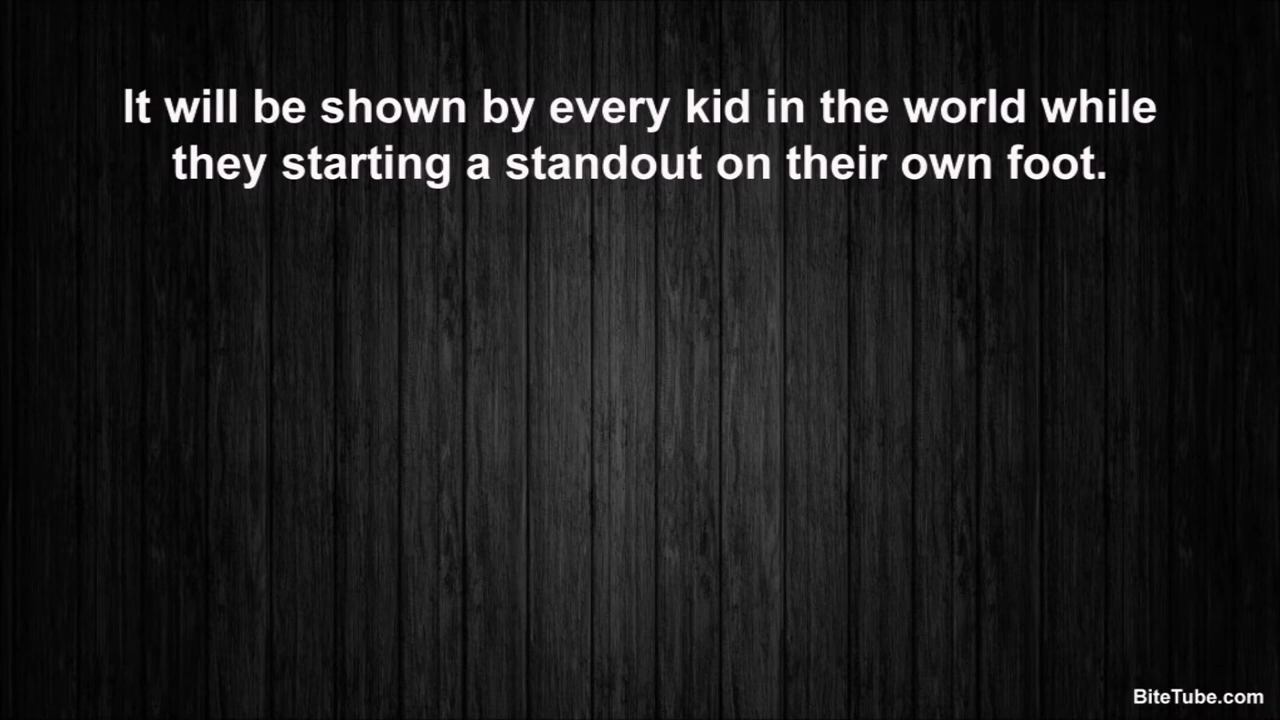 It will be shown by every kid in the world while
they starting a standout on their own foot.
BiteTube.com